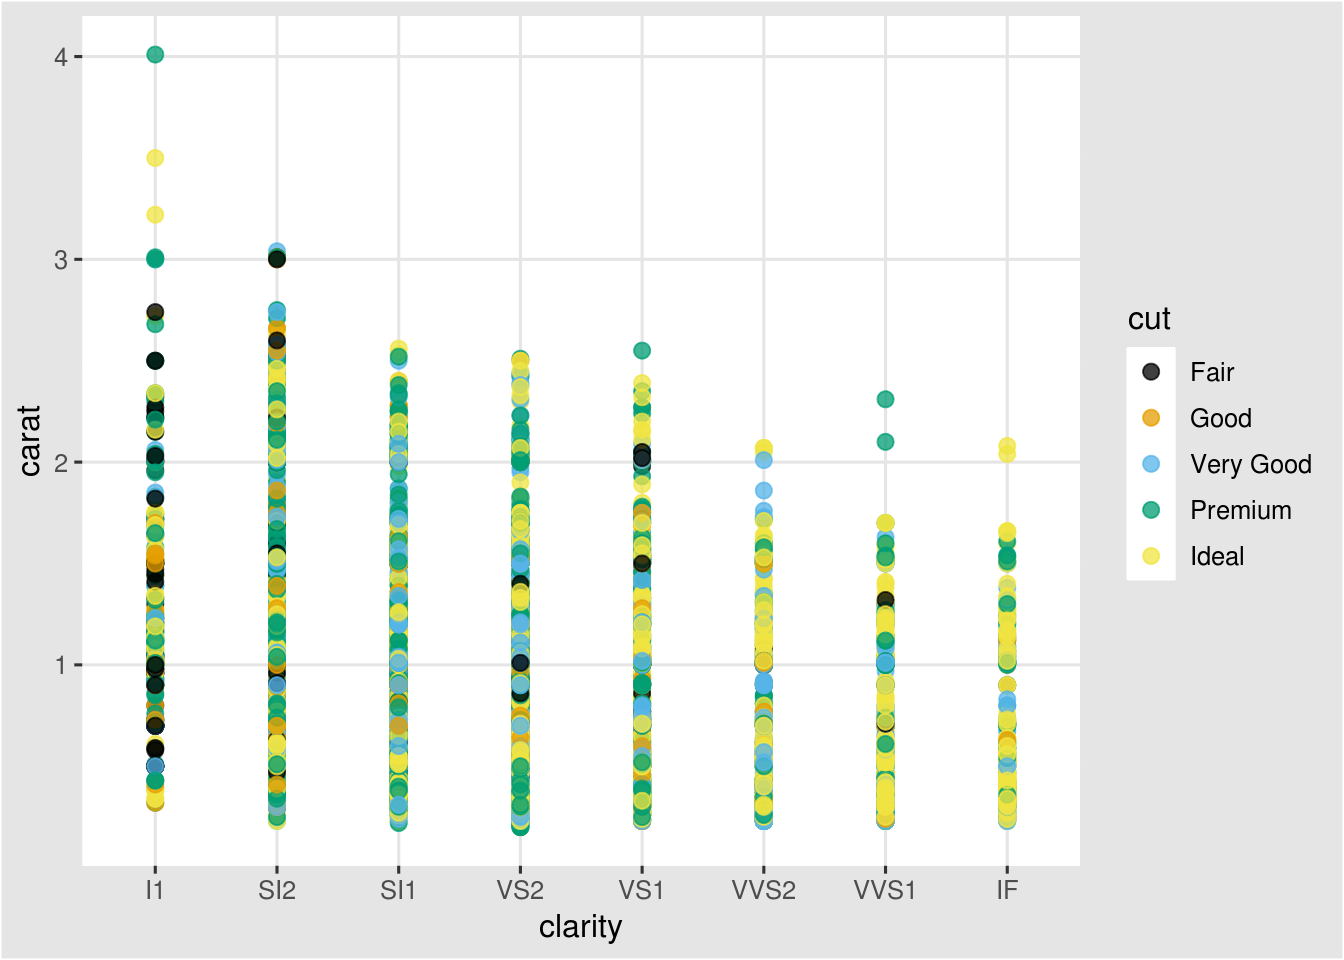 4
3
2
1
carat
I1 SI2 SI1 VS2 VS1 VVS2 VVS1 IF
clarity
cut
Fair
Good
Very Good
Premium
Ideal